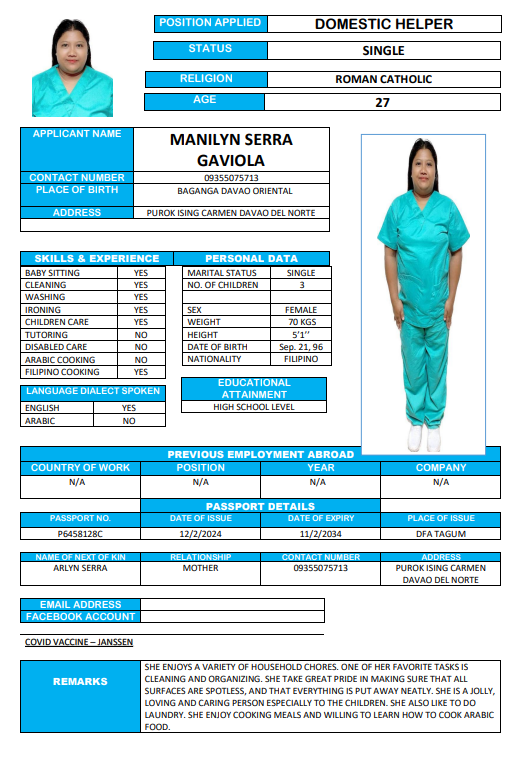 POSITION APPLIED DOMESTIC HELPER
STATUS SINGLE
RELIGION ROMAN CATHOLIC
AGE 27
APPLICANT NAME MANILYN SERRA
GAVIOLA
CONTACT NUMBER 09355075713
PLACE OF BIRTH BAGANGA DAVAO ORIENTAL
ADDRESS PUROK ISING CARMEN DAVAO DEL NORTE
SKILLS & EXPERIENCE PERSONAL DATA
BABY SITTING YES MARITAL STATUS SINGLE
CLEANING YES NO. OF CHILDREN 3
WASHING YES
IRONING YES SEX FEMALE
CHILDREN CARE YES WEIGHT 70 KGS
TUTORING NO HEIGHT 5'1''
DISABLED CARE NO DATE OF BIRTH Sep. 21, 96
ARABIC COOKING NO NATIONALITY FILIPINO
FILIPINO COOKING YES
LANGUAGE DIALECT SPOKEN
ENGLISH YES
ARABIC NO
EDUCATIONAL
ATTAINMENT
HIGH SCHOOL LEVEL
PREVIOUS EMPLOYMENT ABROAD
COUNTRY OF WORK POSITION YEAR COMPANY
N/A N/A N/A N/A
PASSPORT DETAILS
PASSPORT NO. DATE OF ISSUE DATE OF EXPIRY PLACE OF ISSUE
P6458128C 12/2/2024 11/2/2034 DFA TAGUM
NAME OF NEXT OF KIN RELATIONSHIP CONTACT NUMBER ADDRESS
ARLYN SERRA MOTHER 09355075713 PUROK ISING CARMEN
DAVAO DEL NORTE
EMAIL ADDRESS
FACEBOOK ACCOUNT
COVID VACCINE – JANSSEN
REMARKS
SHE ENJOYS A VARIETY OF HOUSEHOLD CHORES. ONE OF HER FAVORITE TASKS IS
CLEANING AND ORGANIZING. SHE TAKE GREAT PRIDE IN MAKING SURE THAT ALL
SURFACES ARE SPOTLESS, AND THAT EVERYTHING IS PUT AWAY NEATLY. SHE IS A JOLLY,
LOVING AND CARING PERSON ESPECIALLY TO THE CHILDREN. SHE ALSO LIKE TO DO
LAUNDRY. SHE ENJOY COOKING MEALS AND WILLING TO LEARN HOW TO COOK ARABIC
FOOD.